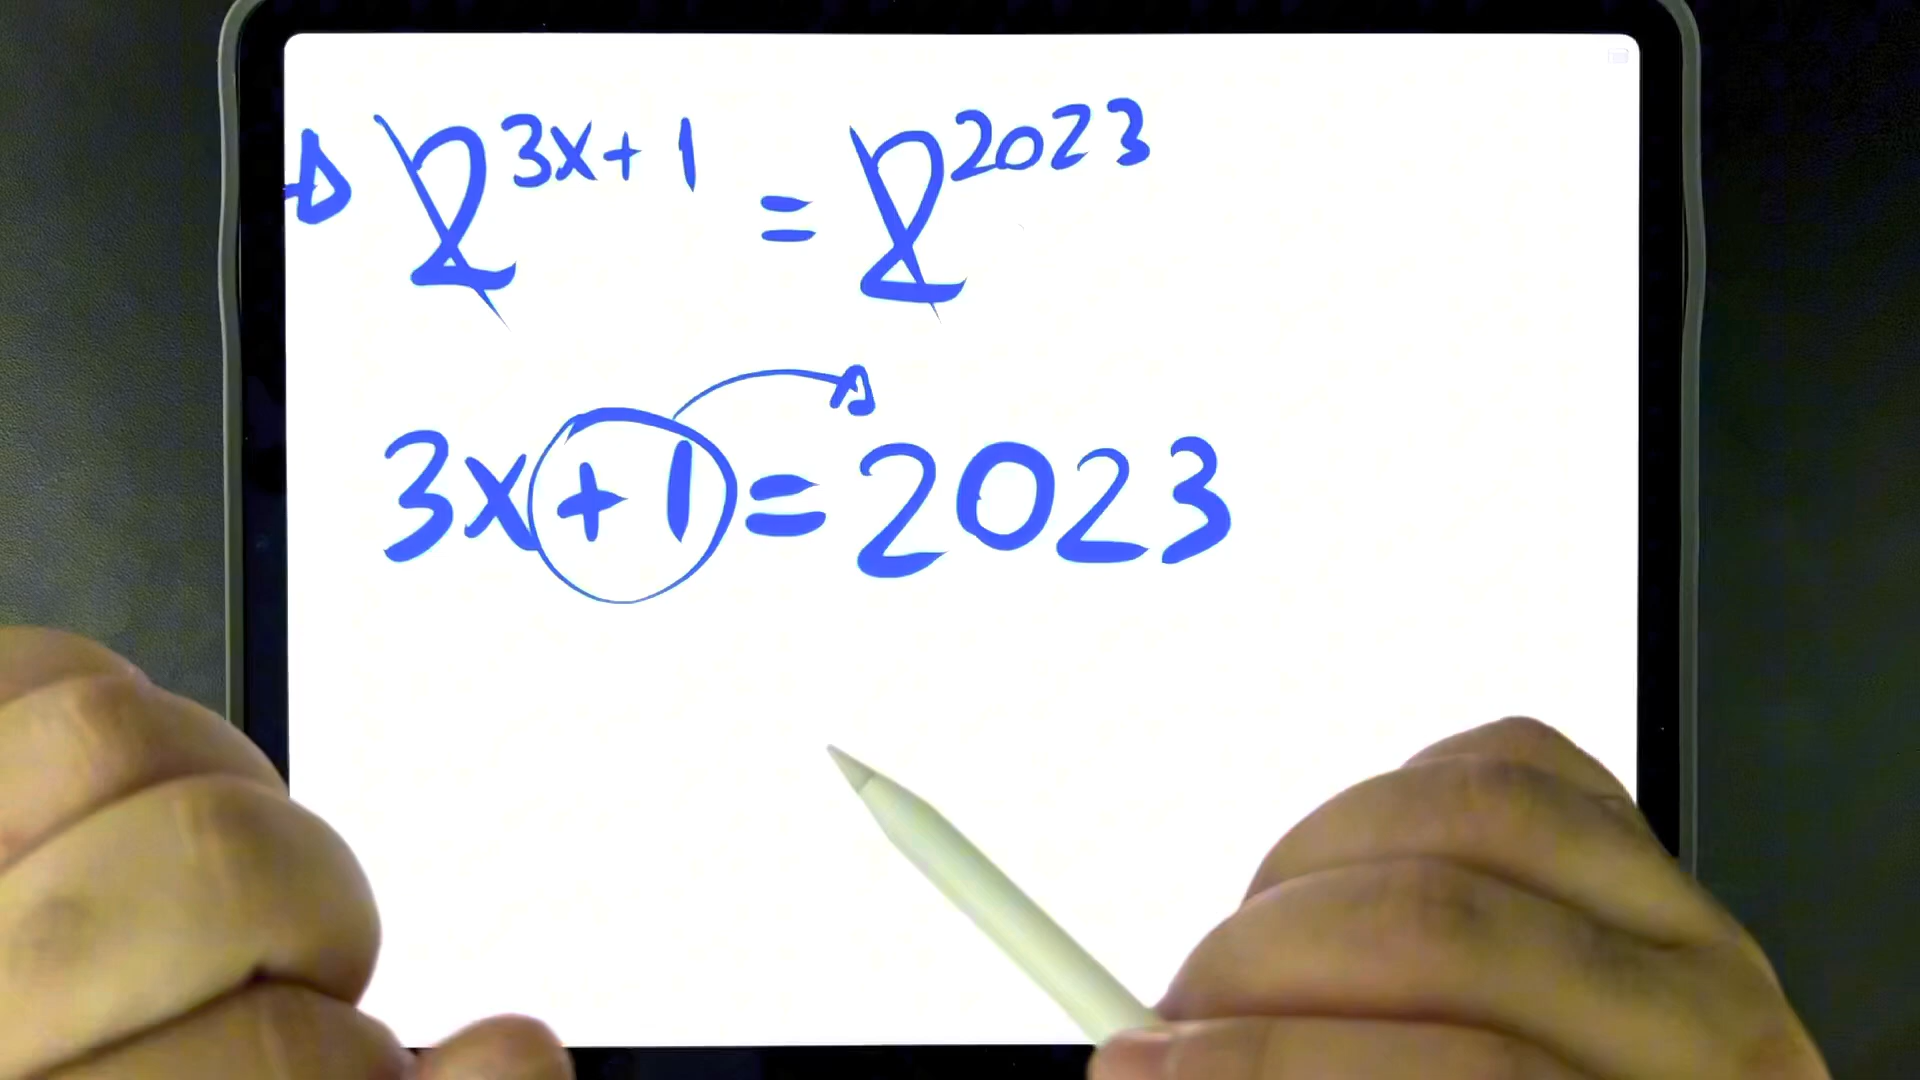 → 2^{3x+1} = 2^{2023}
3x+1=2023